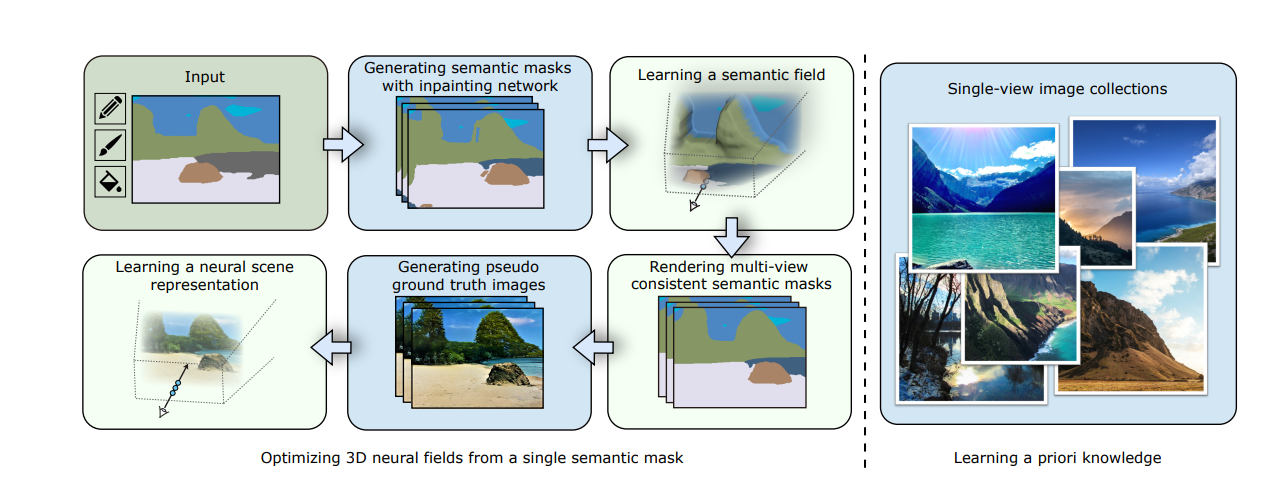 Input
Generating semantic masks
with inpainting network
Learning a semantic field
Single-view image collections
Learning a neural scene
representation
Generating pseudo
ground truth images
Rendering multi-view
consistent semantic masks
Optimizing 3D neural fields from a single semantic mask
Learning a priori knowledge